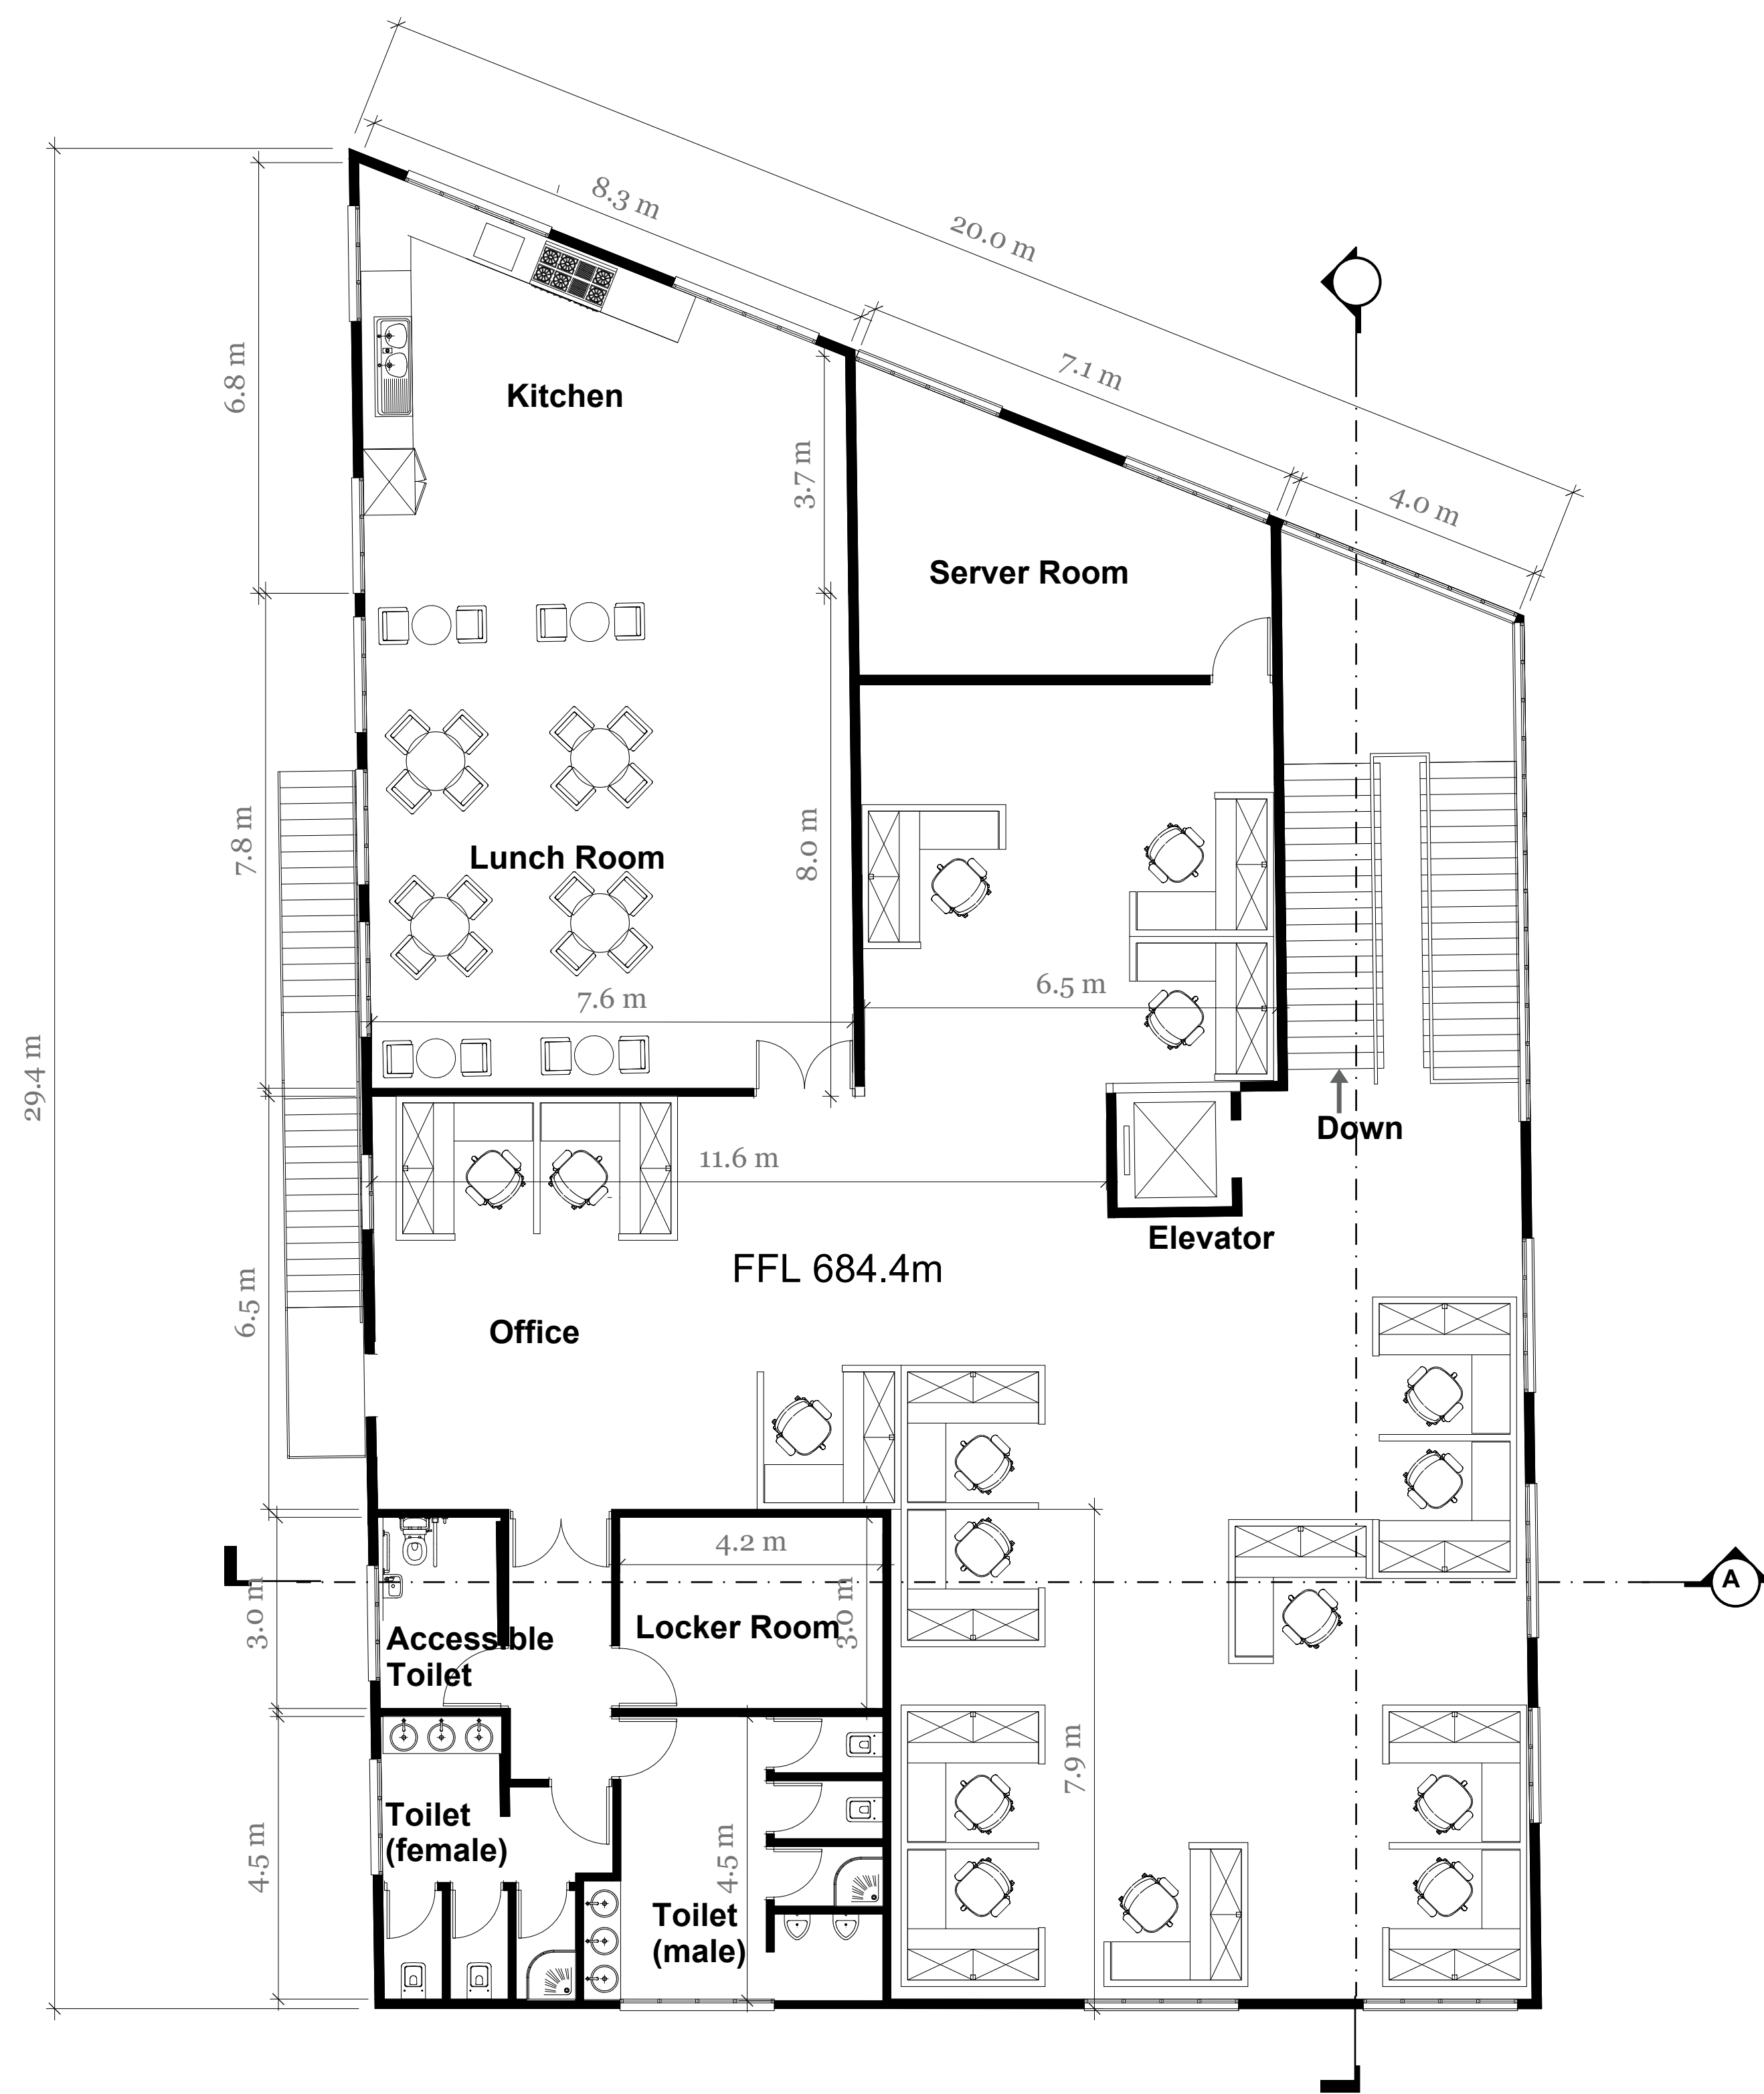 8.3 m
20.0 m
7.1 m
4.0 m
6.8 m
Kitchen
3.7 m
Server Room
7.8 m
Lunch Room
8.0 m
7.6 m
6.5 m
29.4 m
Down
11.6 m
Elevator
FFL 684.4m
6.5 m
Office
4.2 m
A
3.0 m
Accessible
Toilet
Locker Room
3.0 m
7.9 m
Toilet
(female)
4.5 m
4.5 m
Toilet
(male)